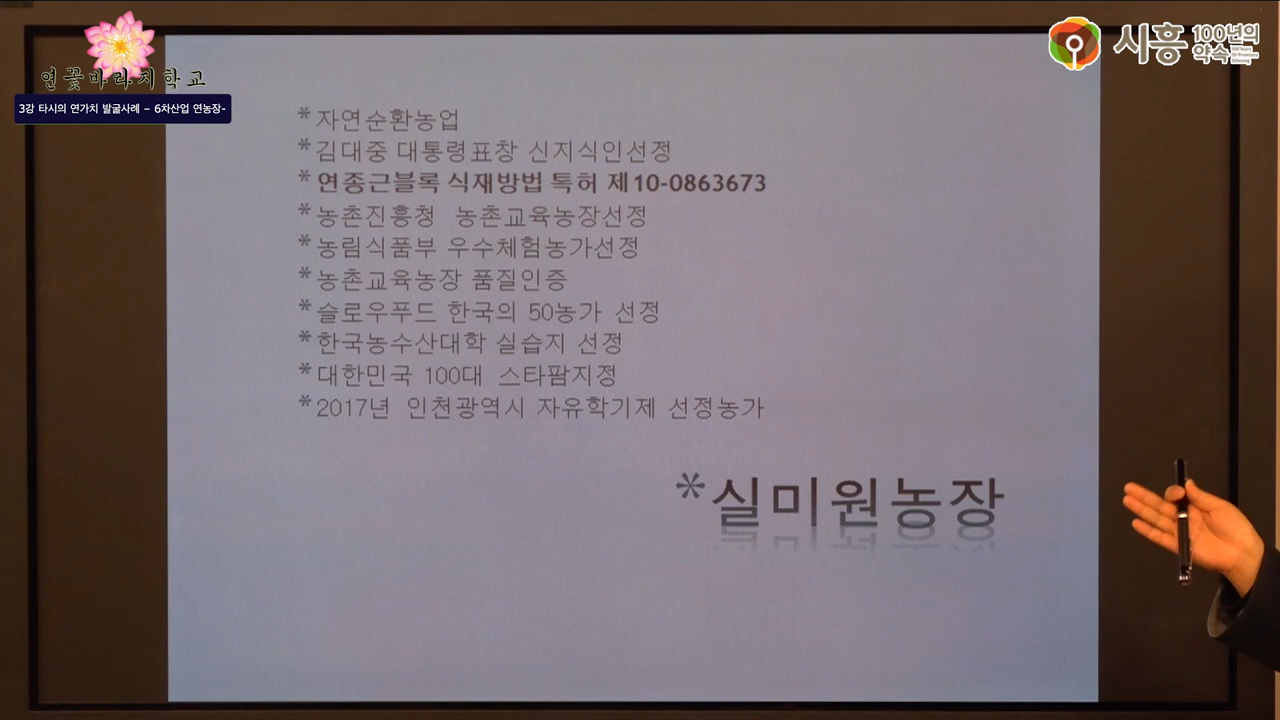 연꽃바라지학교
3강 타시의 연가치 발굴사례 – 6차산업 연농장-
시흥 100년의 약속
*자연순환농업
*김대중 대통령표창 신지식인선정
*연종근블록 식재방법 특허 제10-0863673
*농촌진흥청 농촌교육농장선정
*농림식품부 우수체험농가선정
*농촌교육농장 품질인증
*슬로우푸드 한국의 50농가 선정
*한국농수산대학 실습지 선정
*대한민국 100대 스타팜지정
*2017년 인천광역시 자유학기제 선정농가
*실미원농장